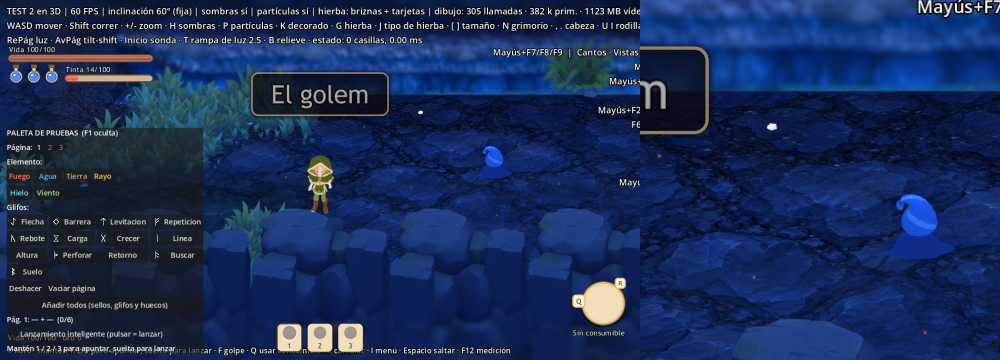 TEST 2 en 3D | 60 FPS | inclinación 60° (fija) | sombras sí | partículas sí | hierba: briznas + tarjetas | dibujo: 305 llamadas · 382 k prim. · 1123 MB víde
WASD mover · Shift correr · +/- zoom · H sombras · P partículas · K decorado · G hierba · J tipo de hierba · [ ] tamaño · N grimorio · , . cabeza · U I rodilla
RePág luz · AvPág tilt-shift · Inicio sonda · T rampa de luz 2.5 · B relieve · estado: 0 casillas, 0.00 ms
Mayús+F7/F8/F9 | Cantos · Vistas
Vida 100/100
Tinta 14/100
El golem
PALETA DE PRUEBAS (F1 oculta)
Página: 1 2 3
Elemento:
Fuego Agua Tierra Rayo
Hielo Viento
Glifos:
Flecha Barrera Levitacion Repeticion
Rebote Carga Crecer Linea
Altura Perforar Retorno Buscar
Suelo
Deshacer Vaciar página
Añadir todos (sellos, glifos y huecos)
Pág. 1: — + — (0/6)
Lanzamiento inteligente (pulsar = lanzar)
Mantén 1 / 2 / 3 para apuntar, suelta para lanzar · F golpe · Q usar
I menú · Espacio saltar · F12 medición
1 2 3
Q R
Sin consumible
M
Mayús+
Mayús+F2
F6
Mayú
Mayús+F7
m